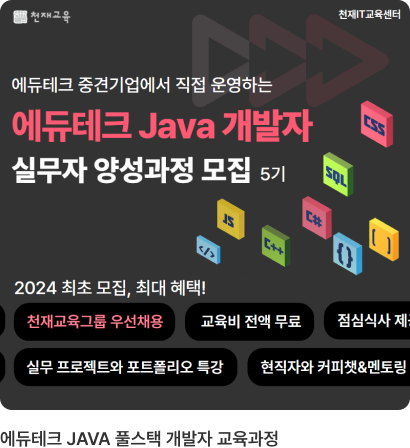 천재교육
천재IT교육센터
에듀테크 중견기업에서 직접 운영하는
에듀테크 Java 개발자
실무자 양성과정 모집 5기
CSS
SQL
JS
C#
C++
[ ]
</>
{ }
2024 최초 모집, 최대 혜택!
천재교육그룹 우선채용
교육비 전액 무료
점심식사 제
실무 프로젝트와 포트폴리오 특강
현직자와 커피챗&멘토링
에듀테크 JAVA 풀스택 개발자 교육과정